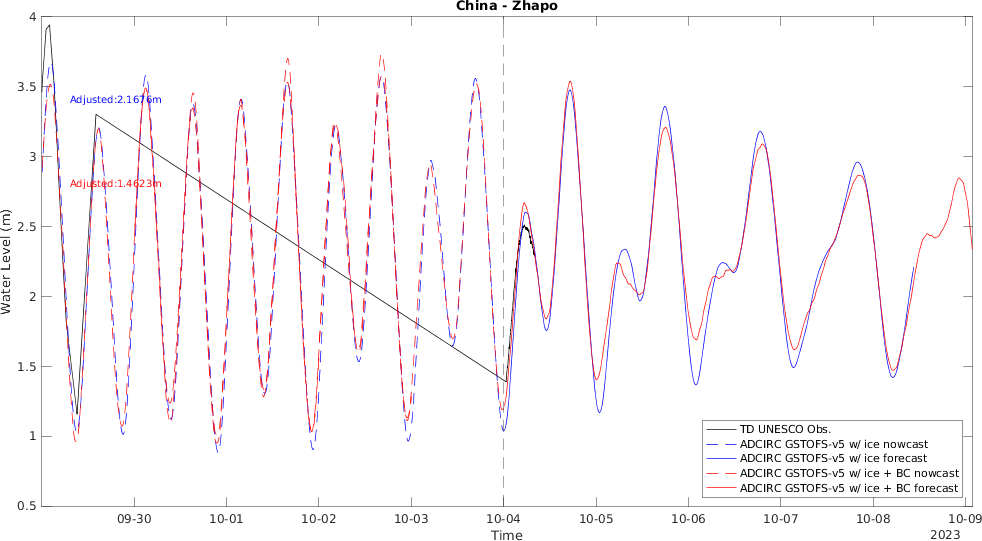 China - Zhapo
4
3.5
3
2.5
2
1.5
1
0.5
Water Level (m)
Adjusted:2.1676m
Adjusted:1.4623m
TD UNESCO Obs.
ADCIRC GSTOFS-v5 w/ ice nowcast
ADCIRC GSTOFS-v5 w/ ice forecast
ADCIRC GSTOFS-v5 w/ ice + BC nowcast
ADCIRC GSTOFS-v5 w/ ice + BC forecast
09-30 10-01 10-02 10-03 10-04 10-05 10-06 10-07 10-08 10-09
Time
2023